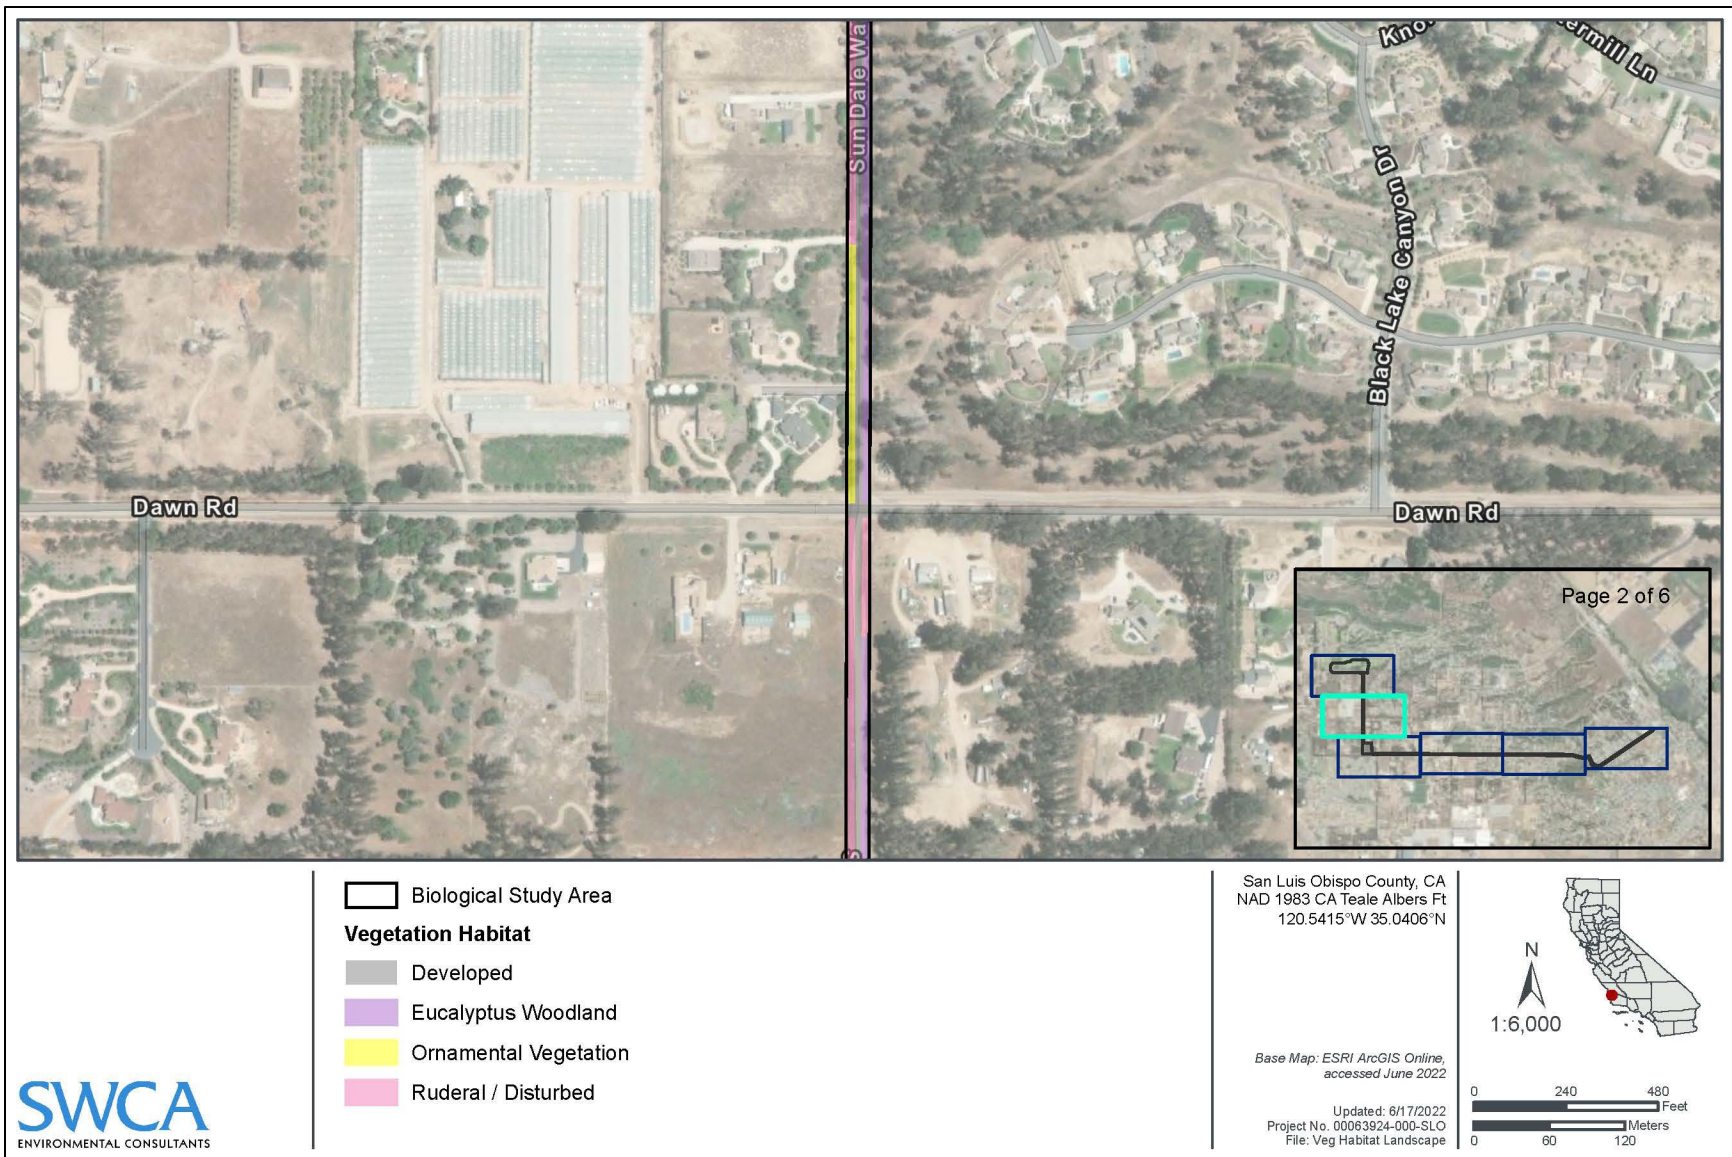 Kno
ermill Ln
Sun Dale Wa
Black Lake Canyon Dr
Dawn Rd
Dawn Rd
Page 2 of 6
S
Biological Study Area
Vegetation Habitat
Developed
Eucalyptus Woodland
Ornamental Vegetation
Ruderal / Disturbed
SWCA
ENVIRONMENTAL CONSULTANTS
San Luis Obispo County, CA
NAD 1983 CA Teale Albers Ft
120.5415°W 35.0406°N
Base Map: ESRI ArcGIS Online,
accessed June 2022
Updated: 6/17/2022
Project No. 00063924-000-SLO
File: Veg Habitat Landscape
N
1:6,000
0 240 480
Feet
Meters
0 60 120